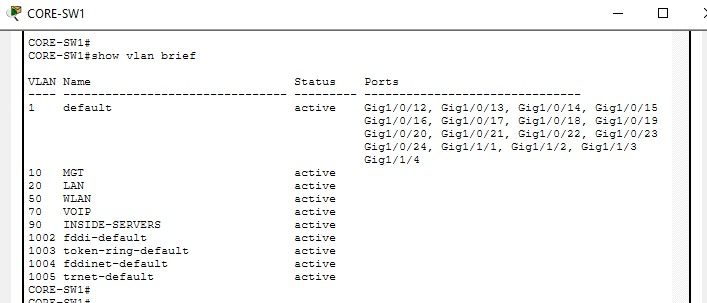 CORE-SW1
CORE-SW1#
CORE-SW1#show vlan brief
VLAN Name Status Ports
---- -------------------------------- --------- -------------------------------
1 default active Gig1/0/12, Gig1/0/13, Gig1/0/14, Gig1/0/15
Gig1/0/16, Gig1/0/17, Gig1/0/18, Gig1/0/19
Gig1/0/20, Gig1/0/21, Gig1/0/22, Gig1/0/23
Gig1/0/24, Gig1/1/1, Gig1/1/2, Gig1/1/3
Gig1/1/4
10 MGT active
20 LAN active
50 WLAN active
70 VOIP active
90 INSIDE-SERVERS active
1002 fddi-default active
1003 token-ring-default active
1004 fddinet-default active
1005 trnet-default active
CORE-SW1#
CORE-SW1#